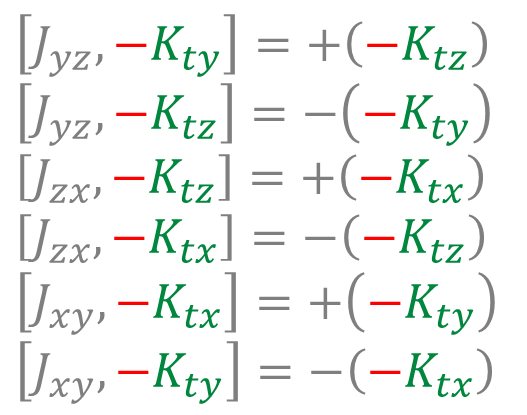 [J_{yz}, −K_{ty}] = +(−K_{tz})
[J_{yz}, −K_{tz}] = −(−K_{ty})
[J_{zx}, −K_{tz}] = +(−K_{tx})
[J_{zx}, −K_{tx}] = −(−K_{tz})
[J_{xy}, −K_{tx}] = +(−K_{ty})
[J_{xy}, −K_{ty}] = −(−K_{tx})